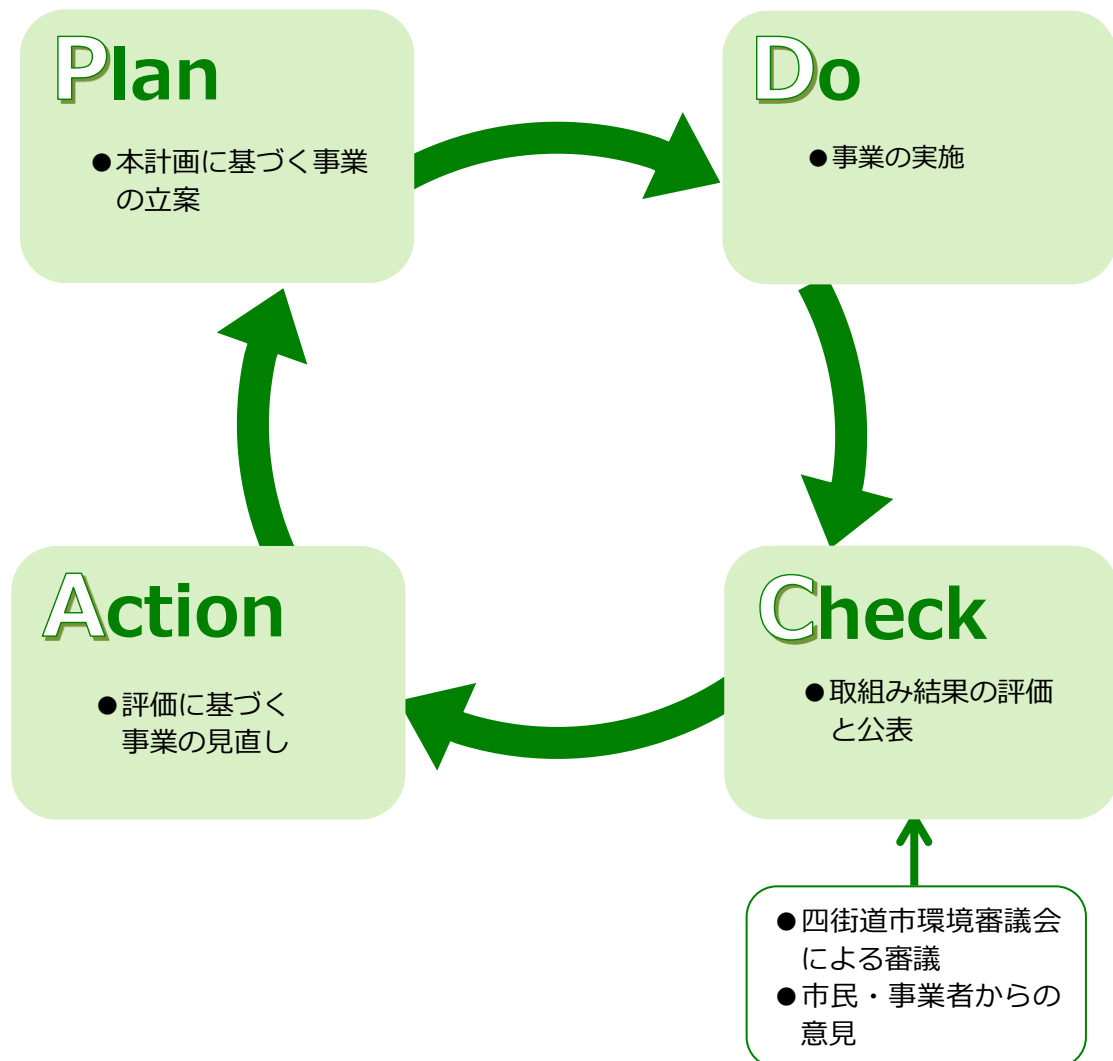 Plan
●本計画に基づく事業
の立案
Do
●事業の実施
Action
●評価に基づく
事業の見直し
Check
●取組み結果の評価
と公表
●四街道市環境審議会
による審議
●市民・事業者からの
意見